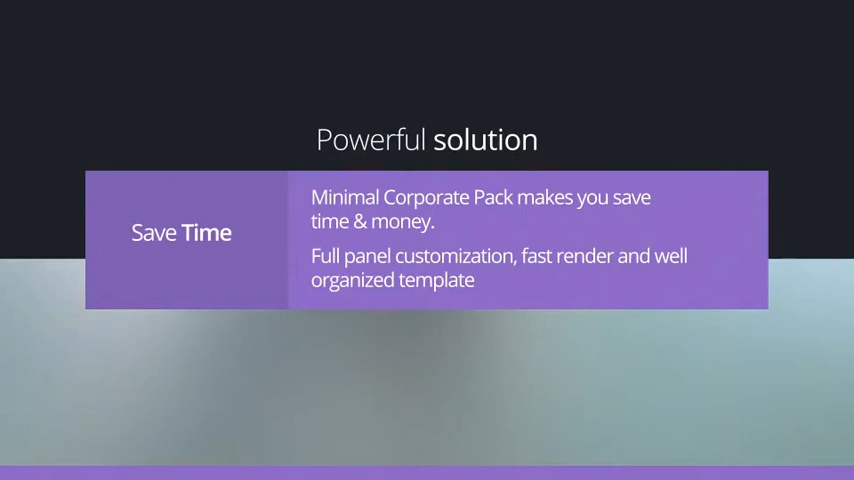 Powerful solution
Save Time
Minimal Corporate Pack makes you save
time & money.
Full panel customization, fast render and well
organized template